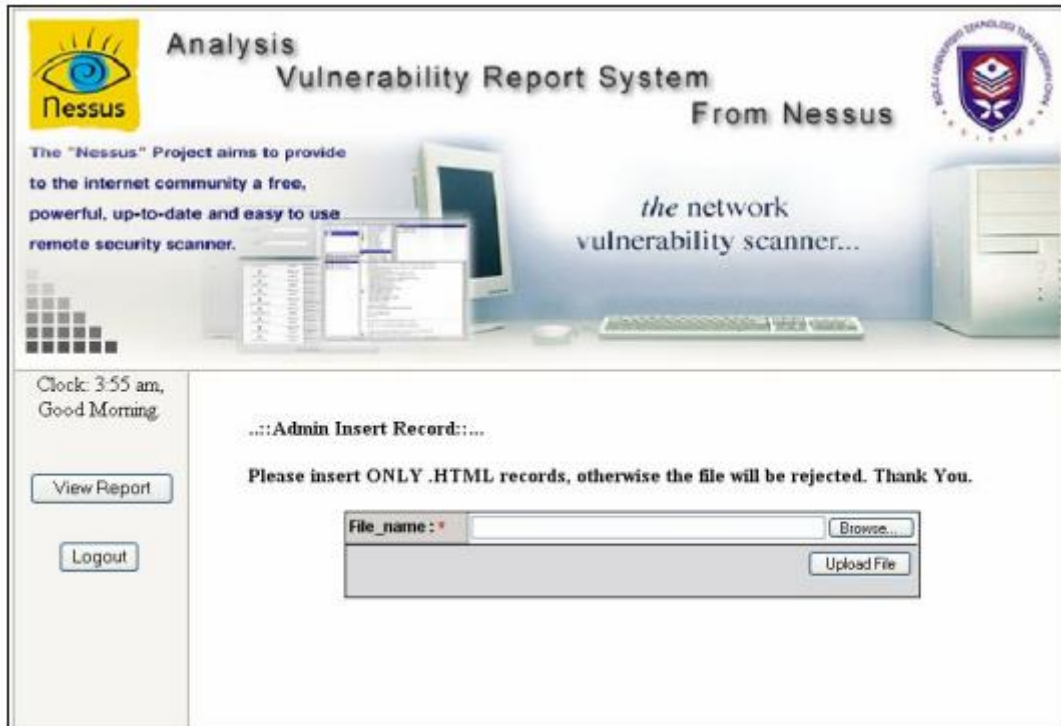 Nessus
Analysis
Vulnerability Report System
From Nessus
The "Nessus" Project aims to provide
to the internet community a free,
powerful, up-to-date and easy to use
remote security scanner.
the network
vulnerability scanner...
Clock: 3:55 am,
Good Morning.
View Report
Logout
..::Admin Insert Record::...
Please insert ONLY .HTML records, otherwise the file will be rejected. Thank You.
File_name : *
Browse...
Upload File